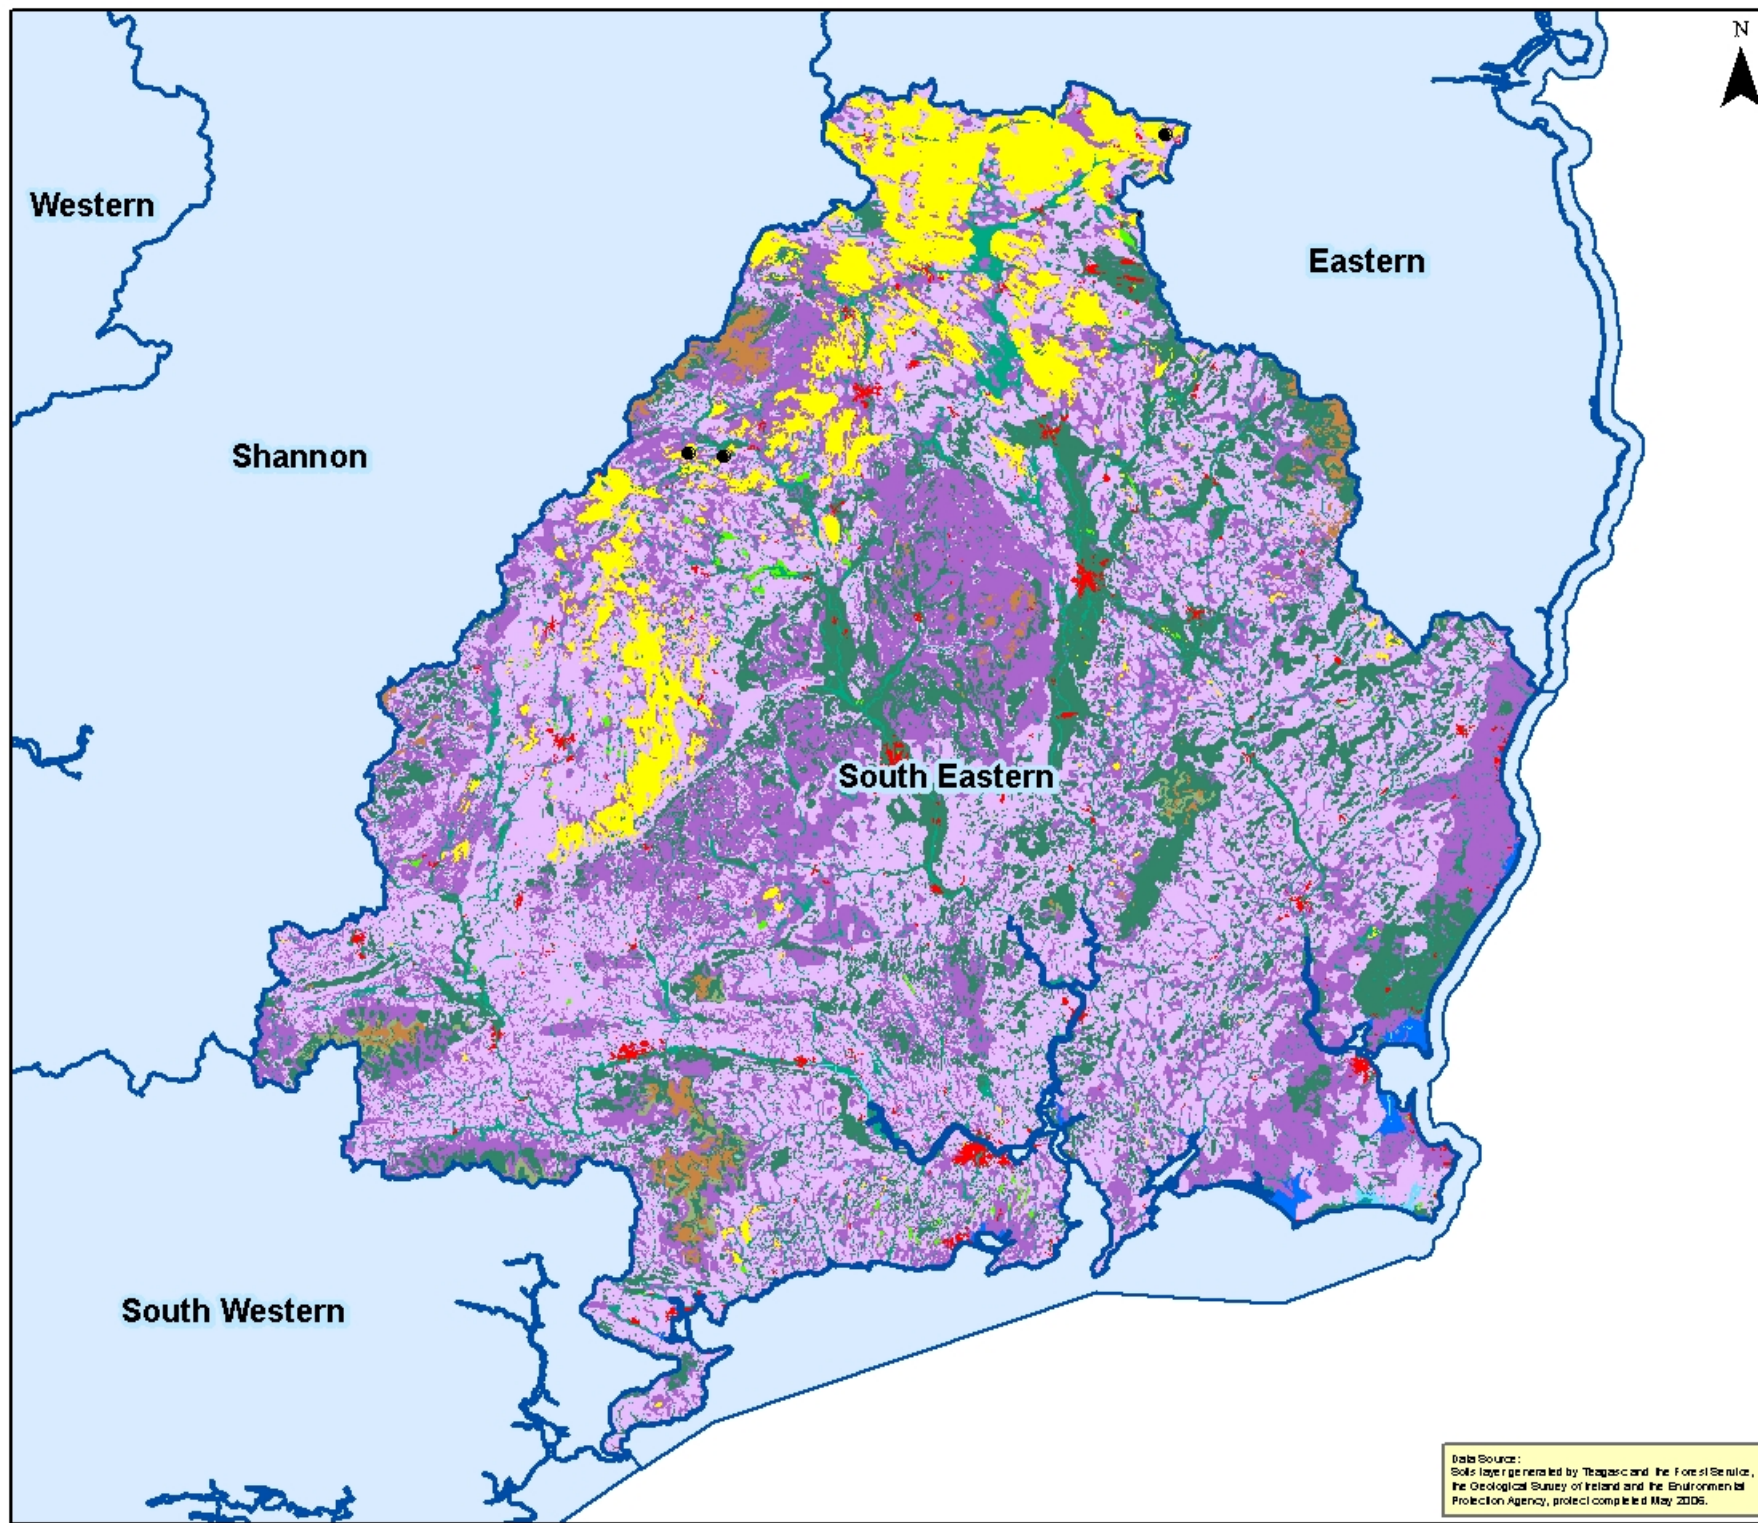 N
Western
Eastern
Shannon
South Eastern
South Western
Data Source:
Soils layer generated by Teagasc and the Forest Service,
the Geological Survey of Ireland and the Environmental
Protection Agency, project completed May 2006.